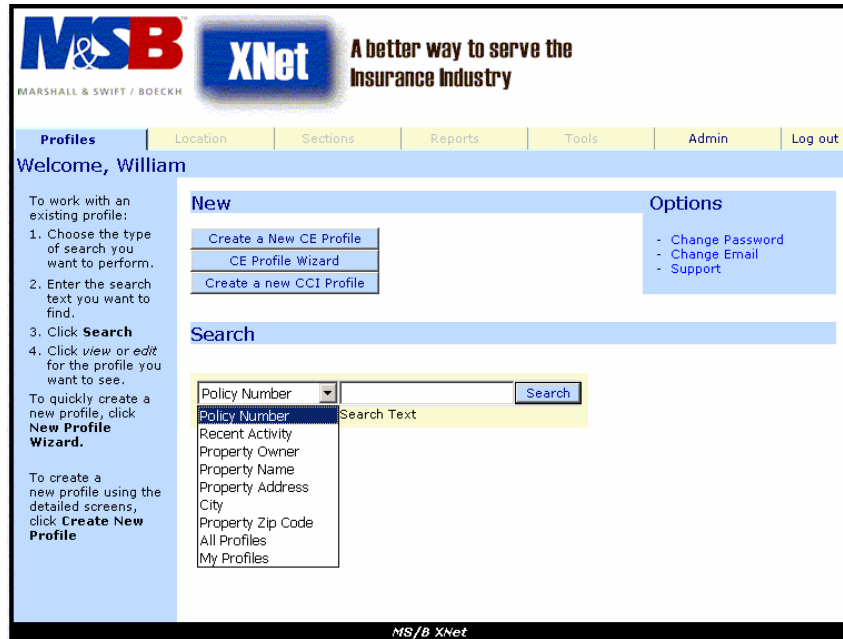 M&SB™
MARSHALL & SWIFT / BOECKH
XNet
A better way to serve the
Insurance Industry
Profiles
Location
Sections
Reports
Tools
Admin
Log out
Welcome, William
To work with an
existing profile:
1. Choose the type
of search you
want to perform.
2. Enter the search
text you want to
find.
3. Click Search
4. Click view or edit
for the profile you
want to see.
To quickly create a
new profile, click
New Profile
Wizard.
To create a
new profile using the
detailed screens,
click Create New
Profile
New
Create a New CE Profile
CE Profile Wizard
Create a new CCI Profile
Options
- Change Password
- Change Email
- Support
Search
Policy Number
Search
Search Text
Policy Number
Recent Activity
Property Owner
Property Name
Property Address
City
Property Zip Code
All Profiles
My Profiles
MS/B XNet